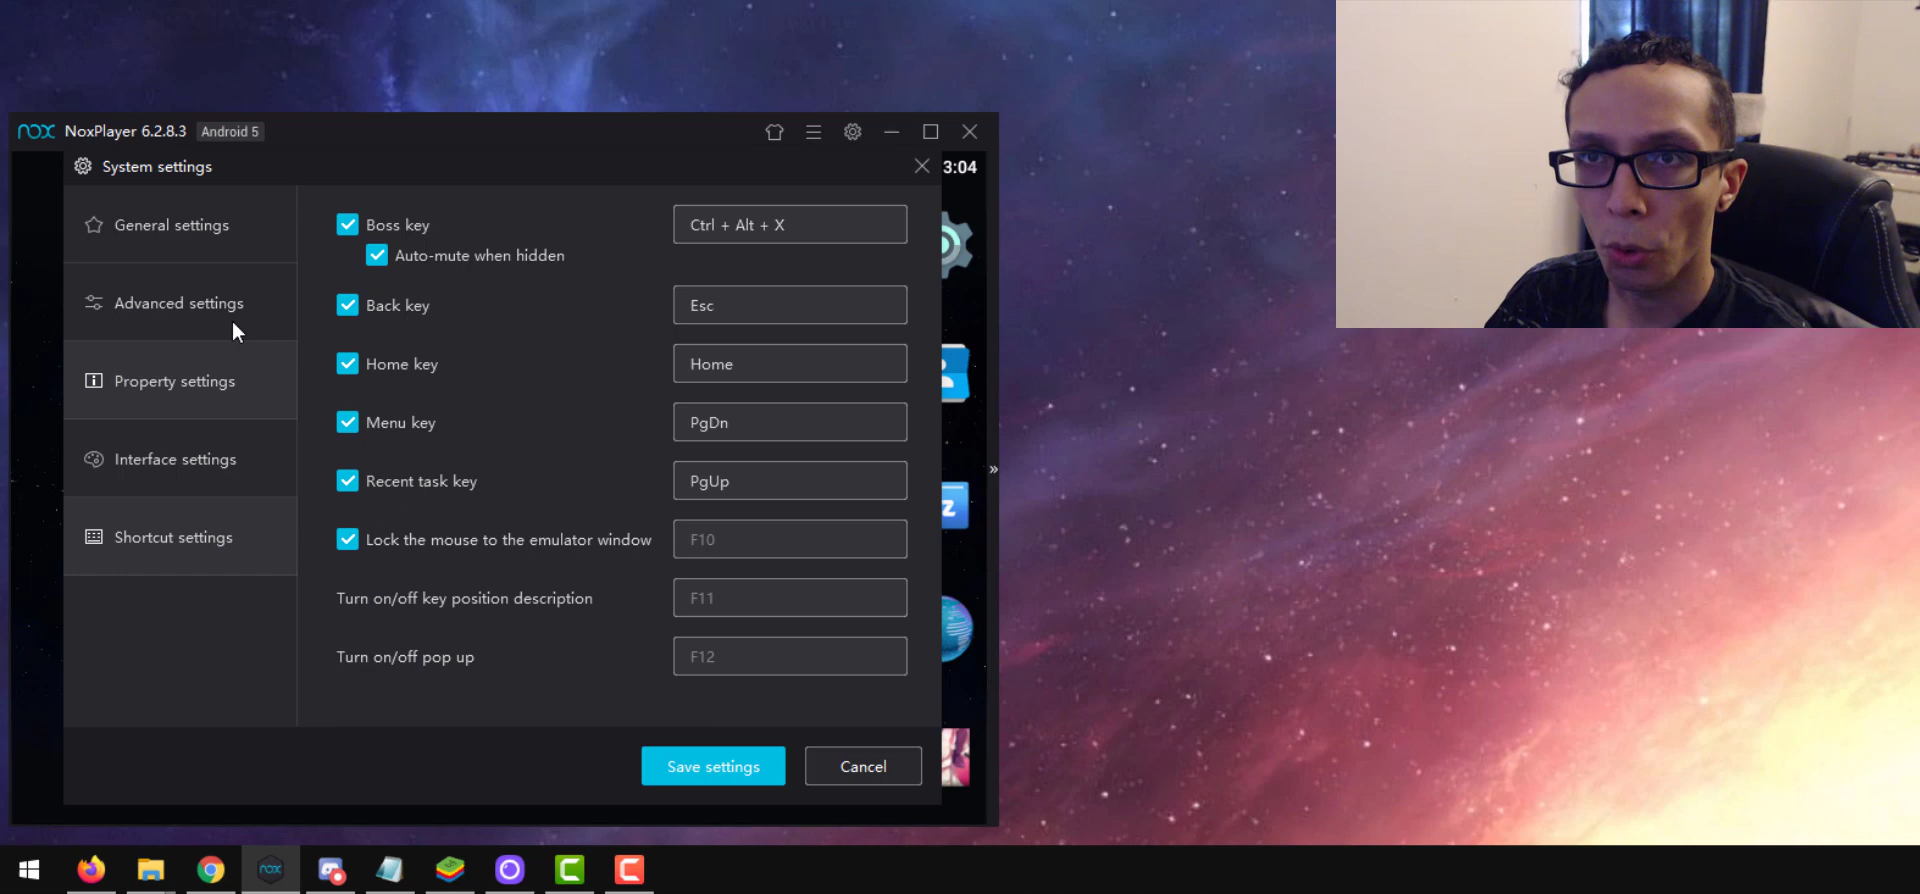 nox NoxPlayer 6.2.8.3 Android 5
System settings
3:04
General settings
Advanced settings
Property settings
Interface settings
Shortcut settings
Boss key Ctrl + Alt + X
Auto-mute when hidden
Back key Esc
Home key Home
Menu key PgDn
Recent task key PgUp
Lock the mouse to the emulator window F10
Turn on/off key position description F11
Turn on/off pop up F12
Save settings Cancel
z
nox